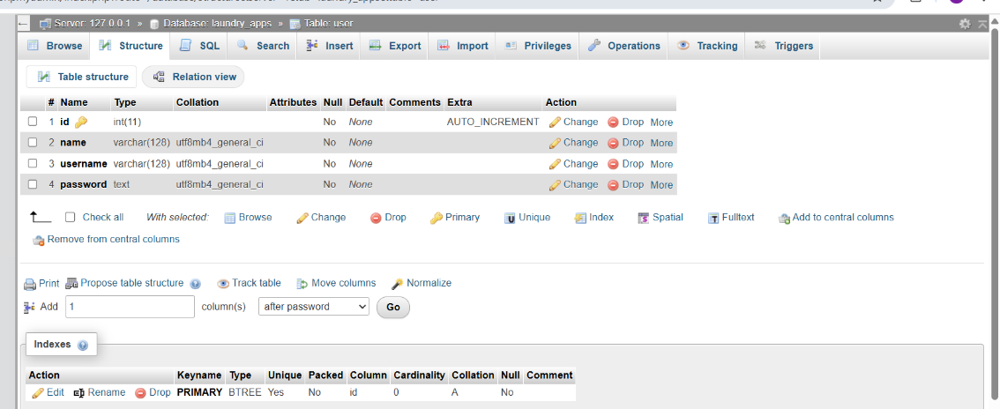 Server: 127.0.0.1 » Database: laundry_apps » Table: user
Browse Structure SQL Search Insert Export Import Privileges Operations Tracking Triggers
Table structure Relation view
# Name Type Collation Attributes Null Default Comments Extra Action
1 id int(11) No None AUTO_INCREMENT Change Drop More
2 name varchar(128) utf8mb4_general_ci No None Change Drop More
3 username varchar(128) utf8mb4_general_ci No None Change Drop More
4 password text utf8mb4_general_ci No None Change Drop More
Check all With selected: Browse Change Drop Primary Unique Index Spatial Fulltext Add to central columns
Remove from central columns
Print Propose table structure Track table Move columns Normalize
Add 1 column(s) after password Go
Indexes
Action Keyname Type Unique Packed Column Cardinality Collation Null Comment
Edit Rename Drop PRIMARY BTREE Yes No id 0 A No